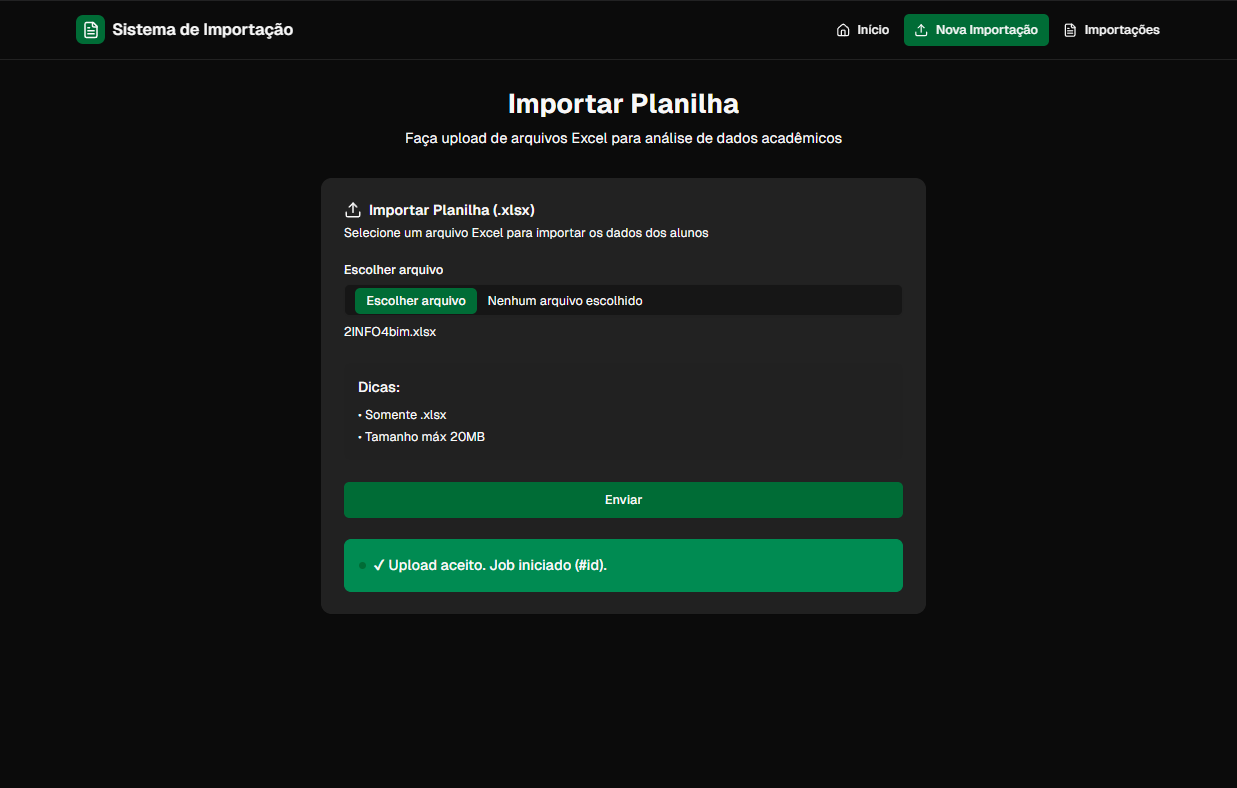 Sistema de Importação
Início
Nova Importação
Importações
Importar Planilha
Faça upload de arquivos Excel para análise de dados acadêmicos
Importar Planilha (.xlsx)
Selecione um arquivo Excel para importar os dados dos alunos
Escolher arquivo
Escolher arquivo Nenhum arquivo escolhido
2INFO4bim.xlsx
Dicas:
• Somente .xlsx
• Tamanho máx 20MB
Enviar
✓ Upload aceito. Job iniciado (#id).